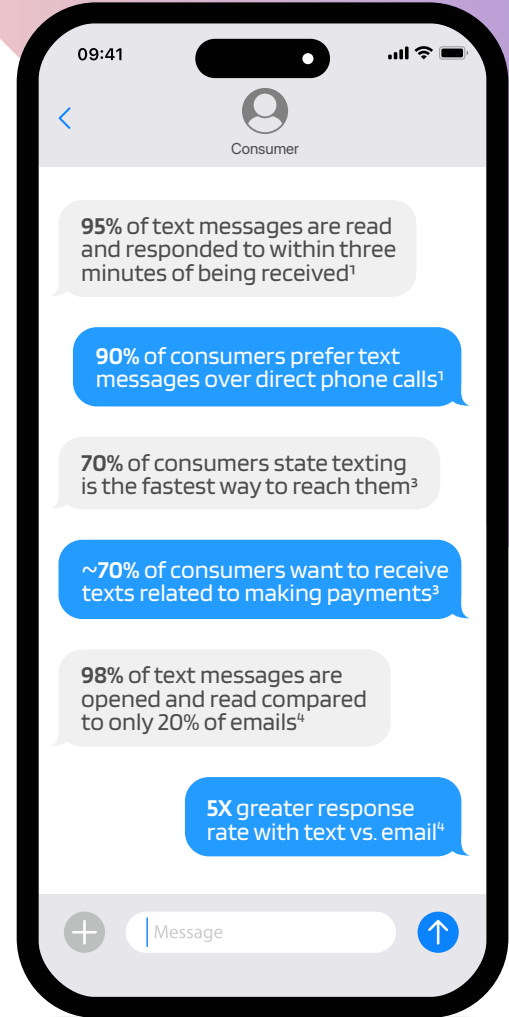 09:41
Consumer
95% of text messages are read
and responded to within three
minutes of being received¹
90% of consumers prefer text
messages over direct phone calls¹
70% of consumers state texting
is the fastest way to reach them³
~70% of consumers want to receive
texts related to making payments³
98% of text messages are
opened and read compared
to only 20% of emails⁴
5X greater response
rate with text vs. email⁴
Message